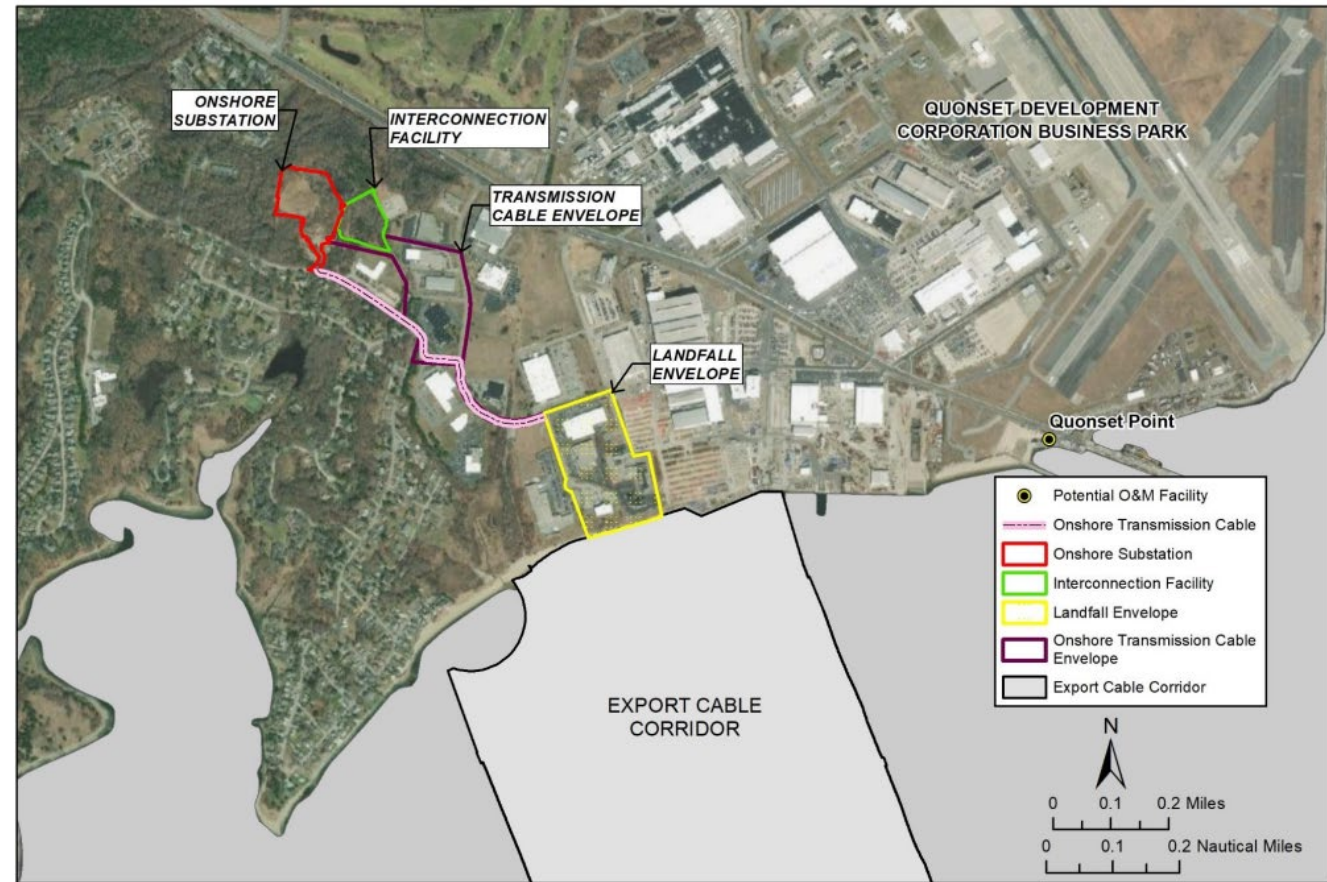 ONSHORE
SUBSTATION
INTERCONNECTION
FACILITY
TRANSMISSION
CABLE ENVELOPE
QUONSET DEVELOPMENT
CORPORATION BUSINESS PARK
LANDFALL
ENVELOPE
Quonset Point
EXPORT CABLE
CORRIDOR
Potential O&M Facility
Onshore Transmission Cable
Onshore Substation
Interconnection Facility
Landfall Envelope
Onshore Transmission Cable
Envelope
Export Cable Corridor
N
0 0.1 0.2 Miles
0 0.1 0.2 Nautical Miles